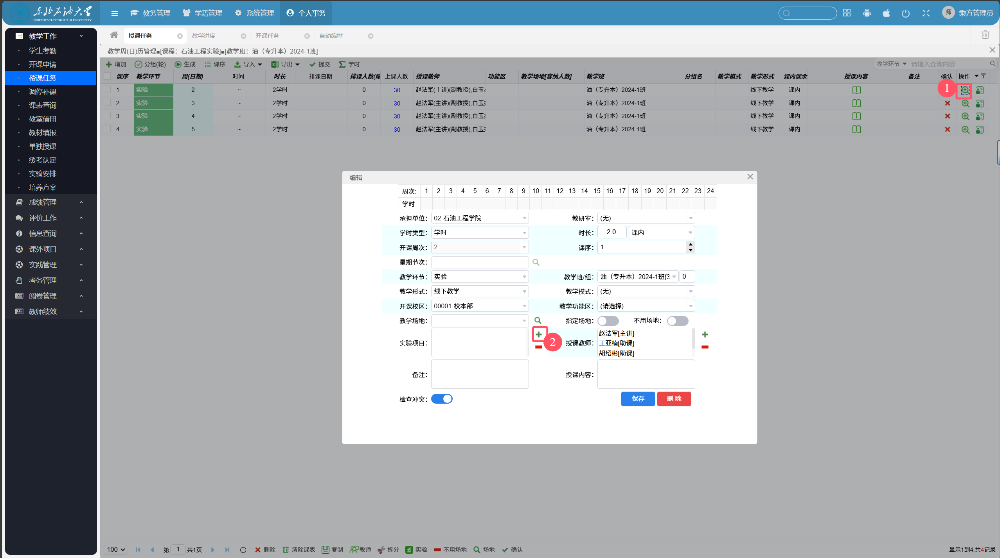 东北石油大学
NORTHEAST PETROLEUM UNIVERSITY
教务管理 学籍管理 系统管理 个人事务
师 乘方管理员
教学工作
学生考勤
开课申请
授课任务
调停补课
课表查询
教室借用
教材填报
单独授课
缓考认定
实验安排
培养方案
成绩管理
评价工作
信息查询
课外项目
实践管理
考务管理
阅卷管理
教师绩效
授课任务 教学进度 开课任务 自动编排
教学周(日)历管理■[课程：石油工程实验]■[教学班：油（专升本）2024-1班]
增加 分组(轮) 生成 课序 导入 导出 提交 学时 教学环节 请输入查询内容
课序 教学环节 周(日期) 时间 时长 排课日期 排课人数(限 上课人数 授课教师 功能区 教学场地[容纳人数] 教学班 分组名 教学模式 教学形式 课内课余 授课内容 备注 确认 操作
1 实验 2 ~ 2学时 0 30 赵法军(主讲)(副教授),白玉杰 油（专升本）2024-1班 线下教学 课内 1
2 实验 3 ~ 2学时 0 30 赵法军(主讲)(副教授),白玉杰 油（专升本）2024-1班 线下教学 课内
3 实验 4 ~ 2学时 0 30 赵法军(主讲)(副教授),白玉杰 油（专升本）2024-1班 线下教学 课内
4 实验 5 ~ 2学时 0 30 赵法军(主讲)(副教授),白玉杰 油（专升本）2024-1班 线下教学 课内
编辑
周次: 1 2 3 4 5 6 7 8 9 10 11 12 13 14 15 16 17 18 19 20 21 22 23 24
学时:
承担单位： 02-石油工程学院 教研室： (无)
学时类型： 学时 时长： 2.0 课内
开课周次： 2 课序： 1
星期节次：
教学环节： 实验 教学班/组： 油（专升本）2024-1班{3 0
教学形式： 线下教学 教学模式： (无)
开课校区： 00001-校本部 教学功能区： (请选择)
教学场地： 指定场地： 不用场地：
实验项目： 2 授课教师： 赵法军[主讲]
王亚楠[助课]
胡绍彬[助课]
备注： 授课内容：
检查冲突： 保存 删 除
100 第 1 共1页 删除 清除课表 复制 教师 拆分 实验 不用场地 场地 确认 显示1到4,共4记录